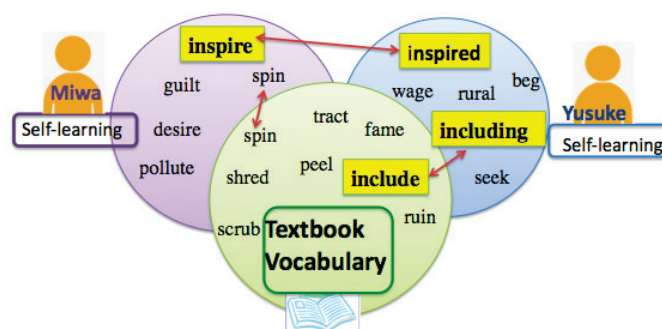 inspire
inspired
Miwa
guilt
spin
wage
rural
beg
Yusuke
Self-learning
desire
spin
tract
fame
including
Self-learning
pollute
shred
peel
include
seek
scrub
Textbook
Vocabulary
ruin